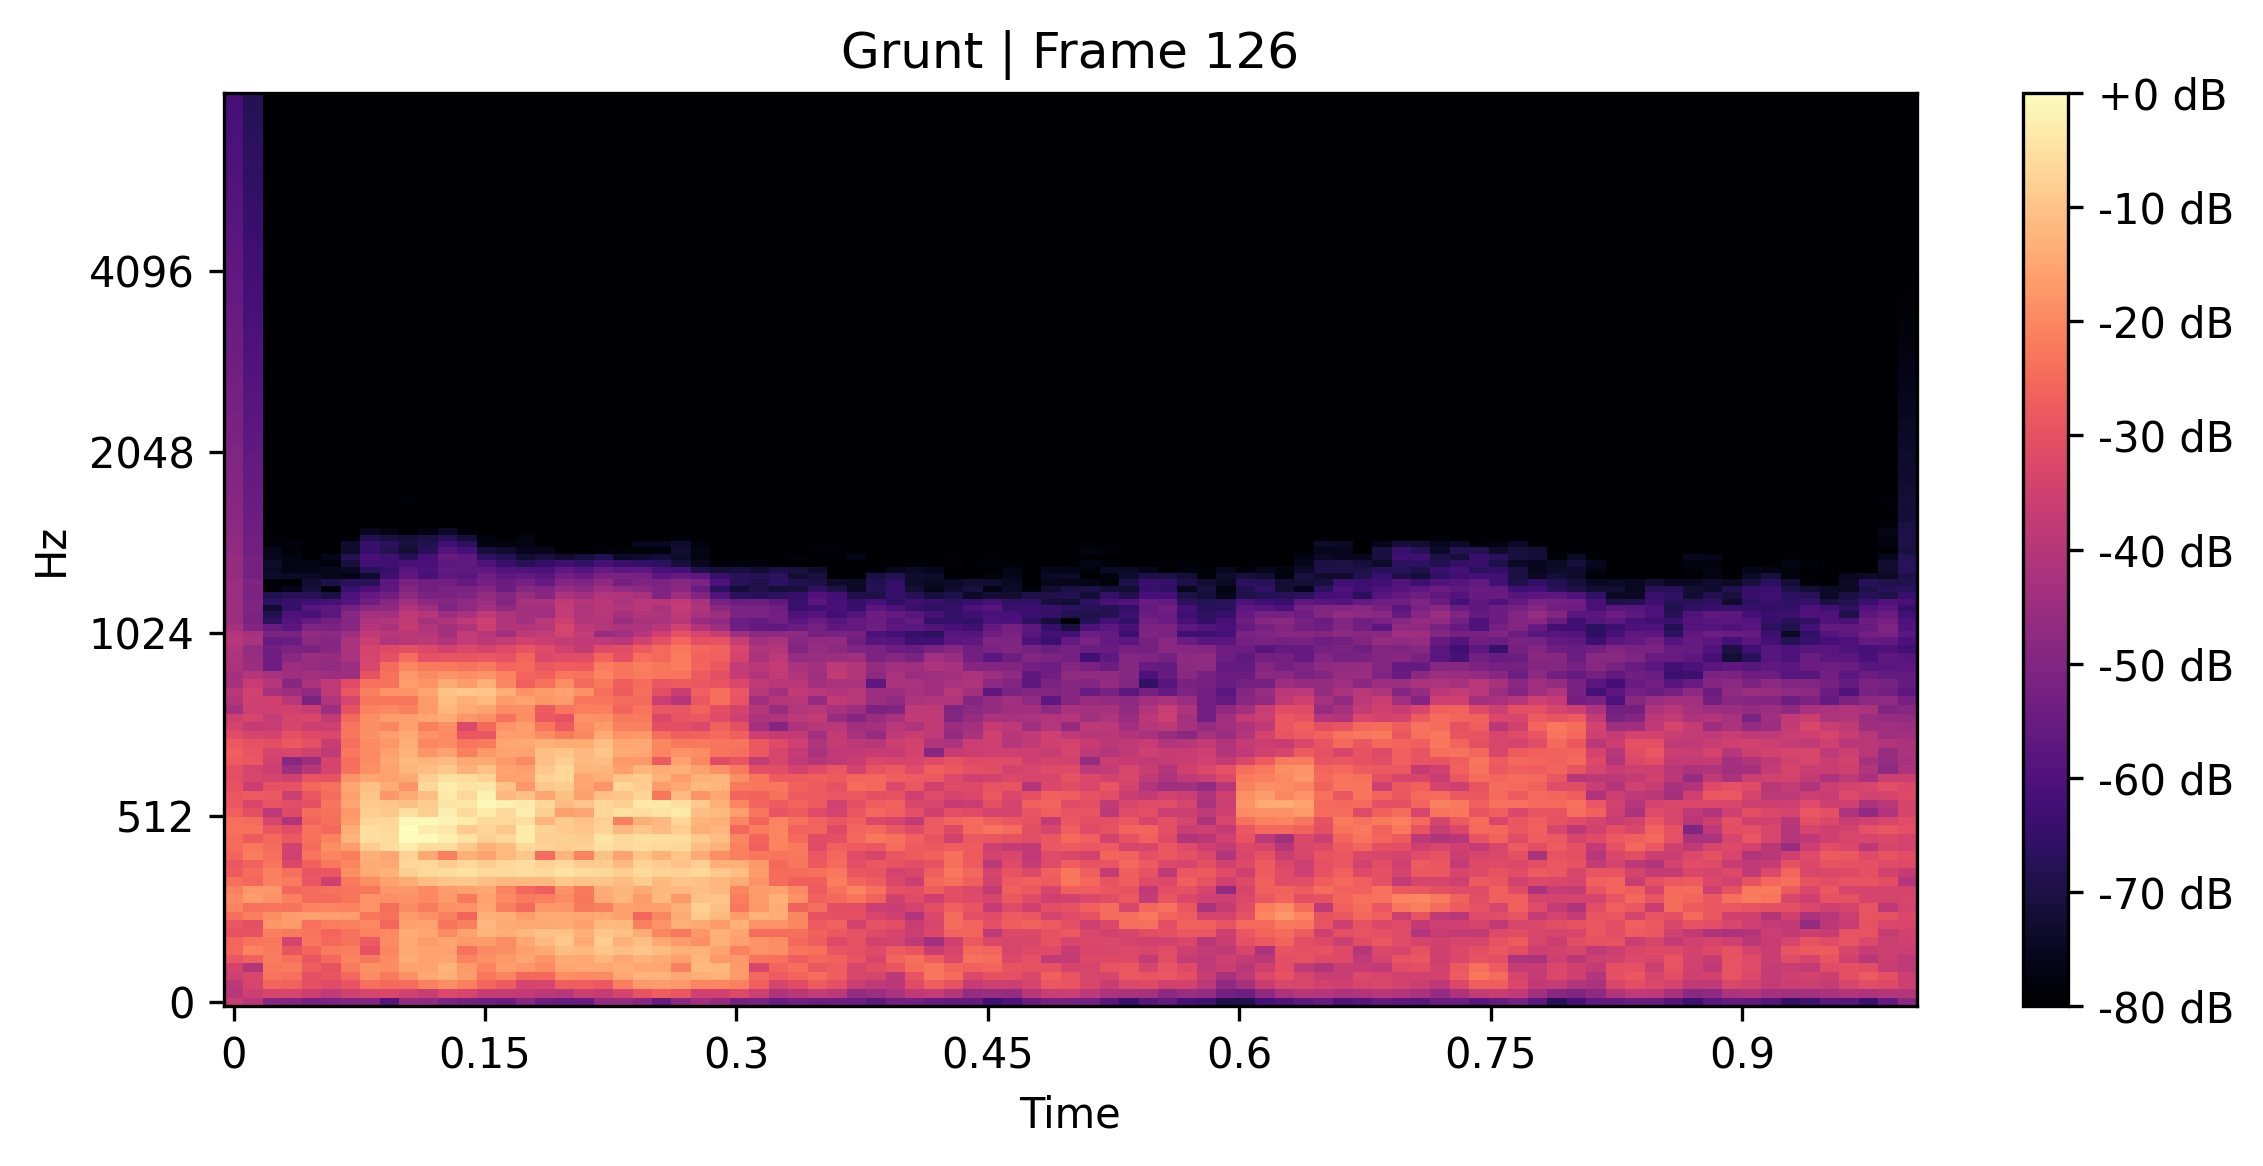 Grunt | Frame 126
Hz
4096
2048
1024
512
0
0 0.15 0.3 0.45 0.6 0.75 0.9
Time
+0 dB
-10 dB
-20 dB
-30 dB
-40 dB
-50 dB
-60 dB
-70 dB
-80 dB